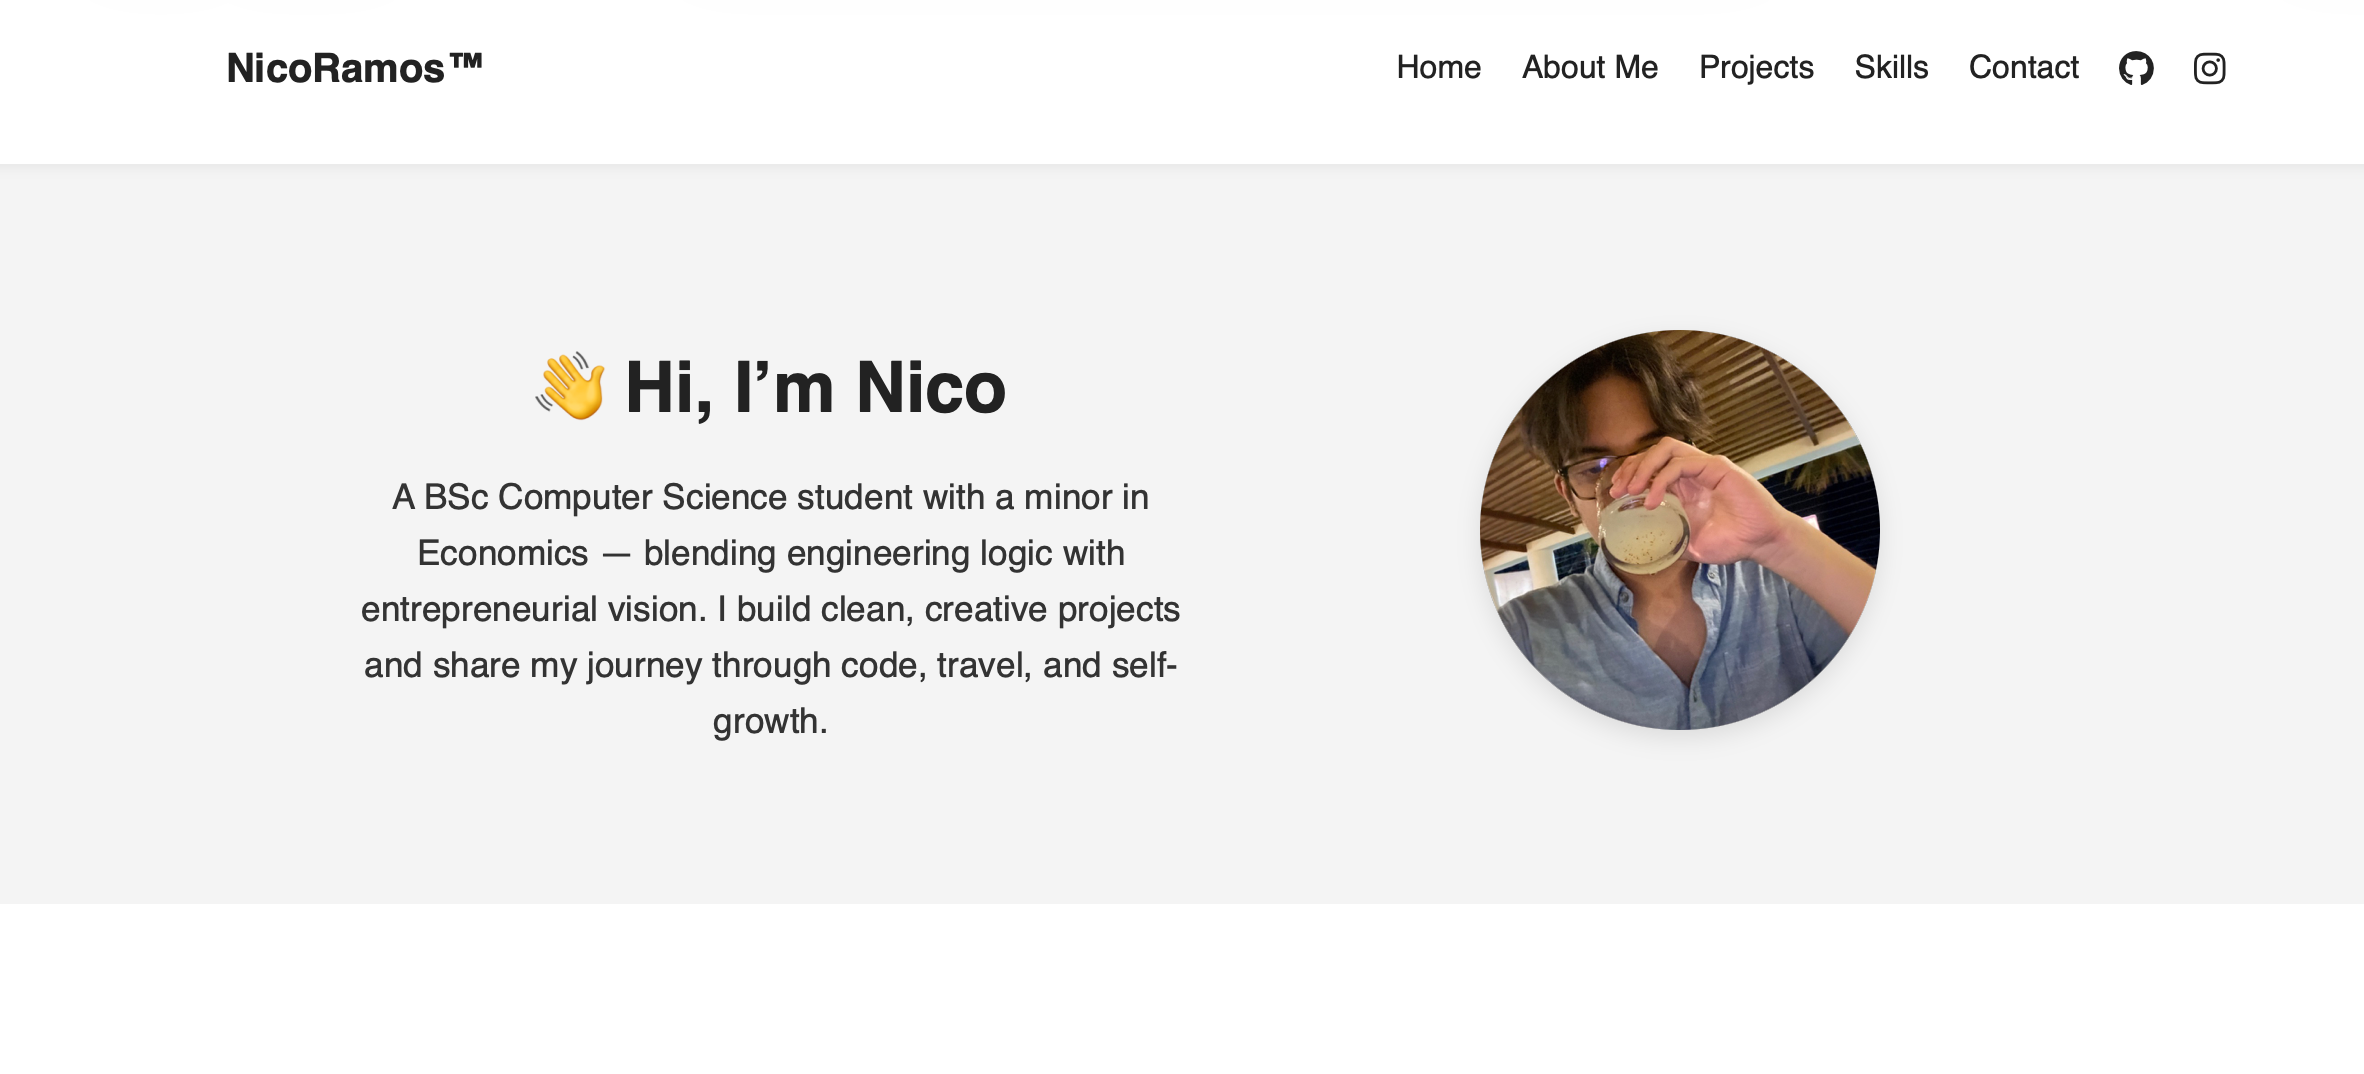 NicoRamos™
Home About Me Projects Skills Contact
👋 Hi, I’m Nico
A BSc Computer Science student with a minor in
Economics — blending engineering logic with
entrepreneurial vision. I build clean, creative projects
and share my journey through code, travel, and self-
growth.